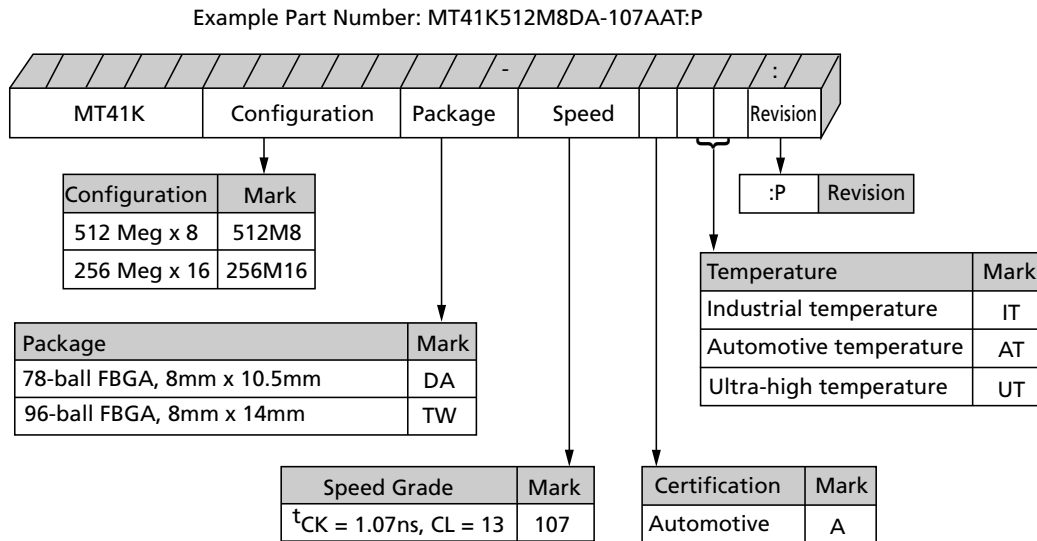 Example Part Number: MT41K512M8DA-107AAT:P
- :
MT41K Configuration Package Speed Revision
Configuration Mark
512 Meg x 8 512M8
256 Meg x 16 256M16
:P Revision
Temperature Mark
Industrial temperature IT
Automotive temperature AT
Ultra-high temperature UT
Package Mark
78-ball FBGA, 8mm x 10.5mm DA
96-ball FBGA, 8mm x 14mm TW
Speed Grade Mark
tCK = 1.07ns, CL = 13 107
Certification Mark
Automotive A